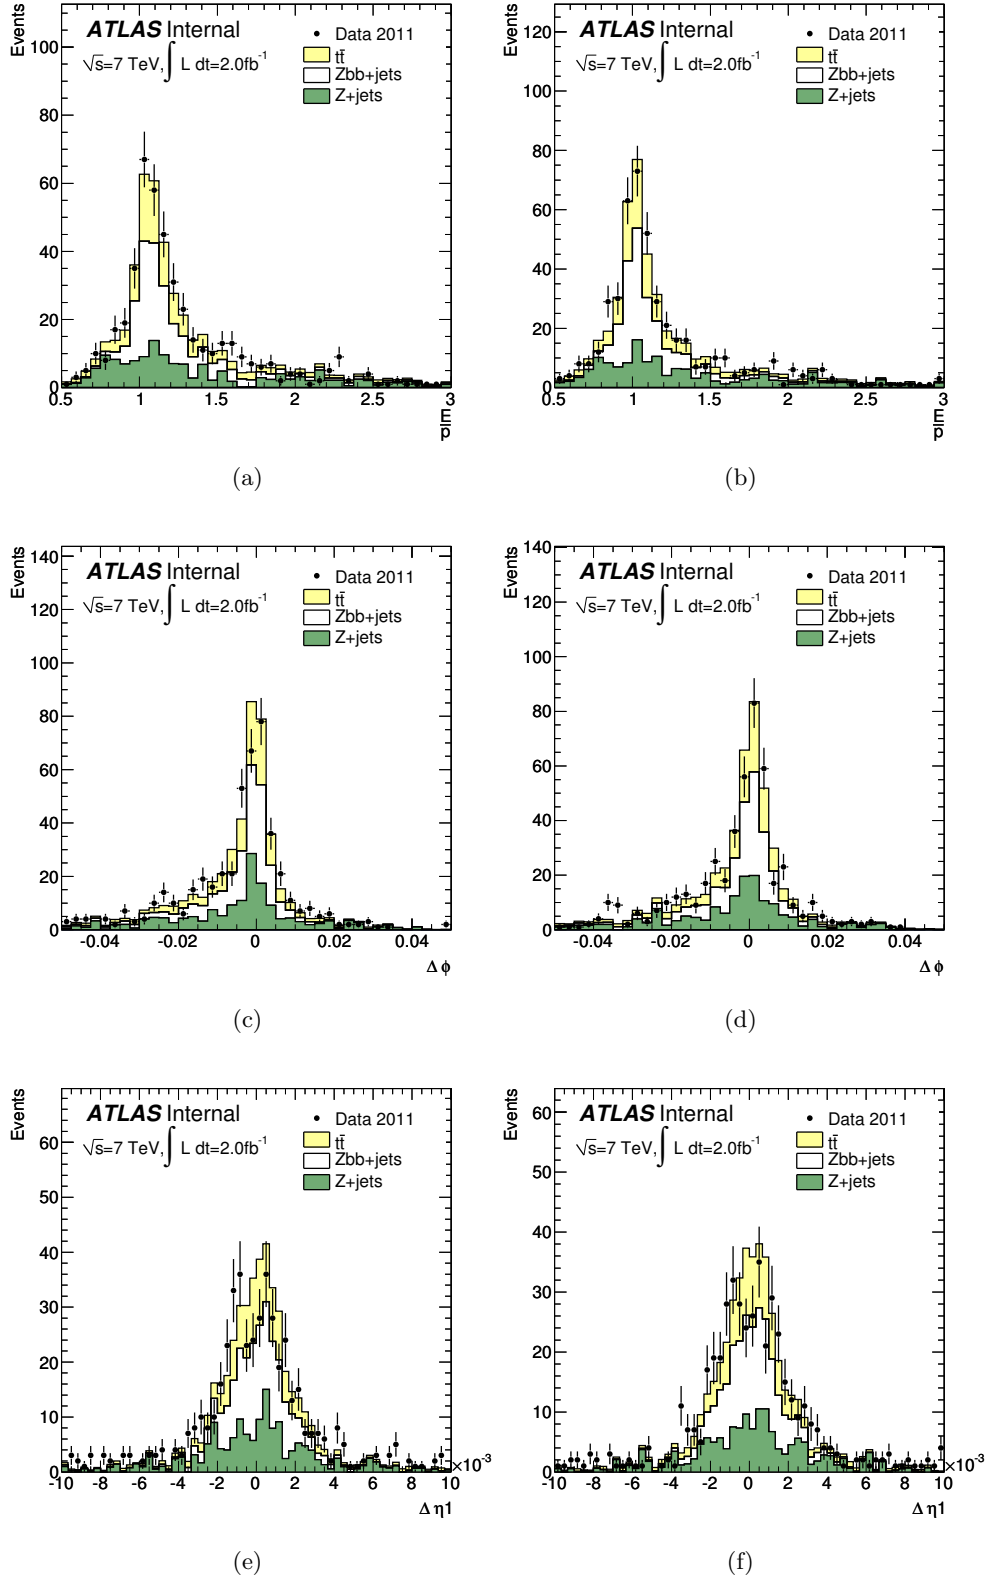 Events
ATLAS Internal
√s=7 TeV, ∫ L dt=2.0fb⁻¹
Data 2011
tt̄
Zbb+jets
Z+jets
100
80
60
40
20
0
0.5 1 1.5 2 2.5 3
E
p
(a)
Events
ATLAS Internal
√s=7 TeV, ∫ L dt=2.0fb⁻¹
Data 2011
tt̄
Zbb+jets
Z+jets
120
100
80
60
40
20
0
0.5 1 1.5 2 2.5 3
E
p
(b)
Events
ATLAS Internal
√s=7 TeV, ∫ L dt=2.0fb⁻¹
Data 2011
tt̄
Zbb+jets
Z+jets
140
120
100
80
60
40
20
0
-0.04 -0.02 0 0.02 0.04
Δ ϕ
(c)
Events
ATLAS Internal
√s=7 TeV, ∫ L dt=2.0fb⁻¹
Data 2011
tt̄
Zbb+jets
Z+jets
140
120
100
80
60
40
20
0
-0.04 -0.02 0 0.02 0.04
Δ ϕ
(d)
Events
ATLAS Internal
√s=7 TeV, ∫ L dt=2.0fb⁻¹
Data 2011
tt̄
Zbb+jets
Z+jets
60
50
40
30
20
10
0
-10 -8 -6 -4 -2 0 2 4 6 8 10
×10⁻³
Δ η1
(e)
Events
ATLAS Internal
√s=7 TeV, ∫ L dt=2.0fb⁻¹
Data 2011
tt̄
Zbb+jets
Z+jets
60
50
40
30
20
10
0
-10 -8 -6 -4 -2 0 2 4 6 8 10
×10⁻³
Δ η1
(f)